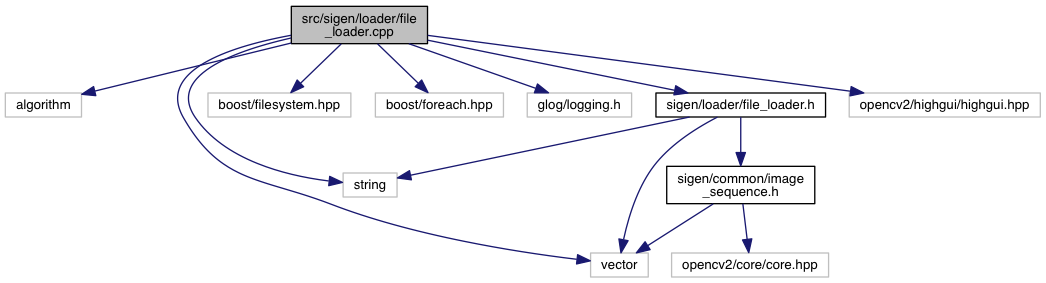 src/sigen/loader/file
_loader.cpp
algorithm
boost/filesystem.hpp
boost/foreach.hpp
glog/logging.h
sigen/loader/file_loader.h
opencv2/highgui/highgui.hpp
string
sigen/common/image
_sequence.h
vector
opencv2/core/core.hpp